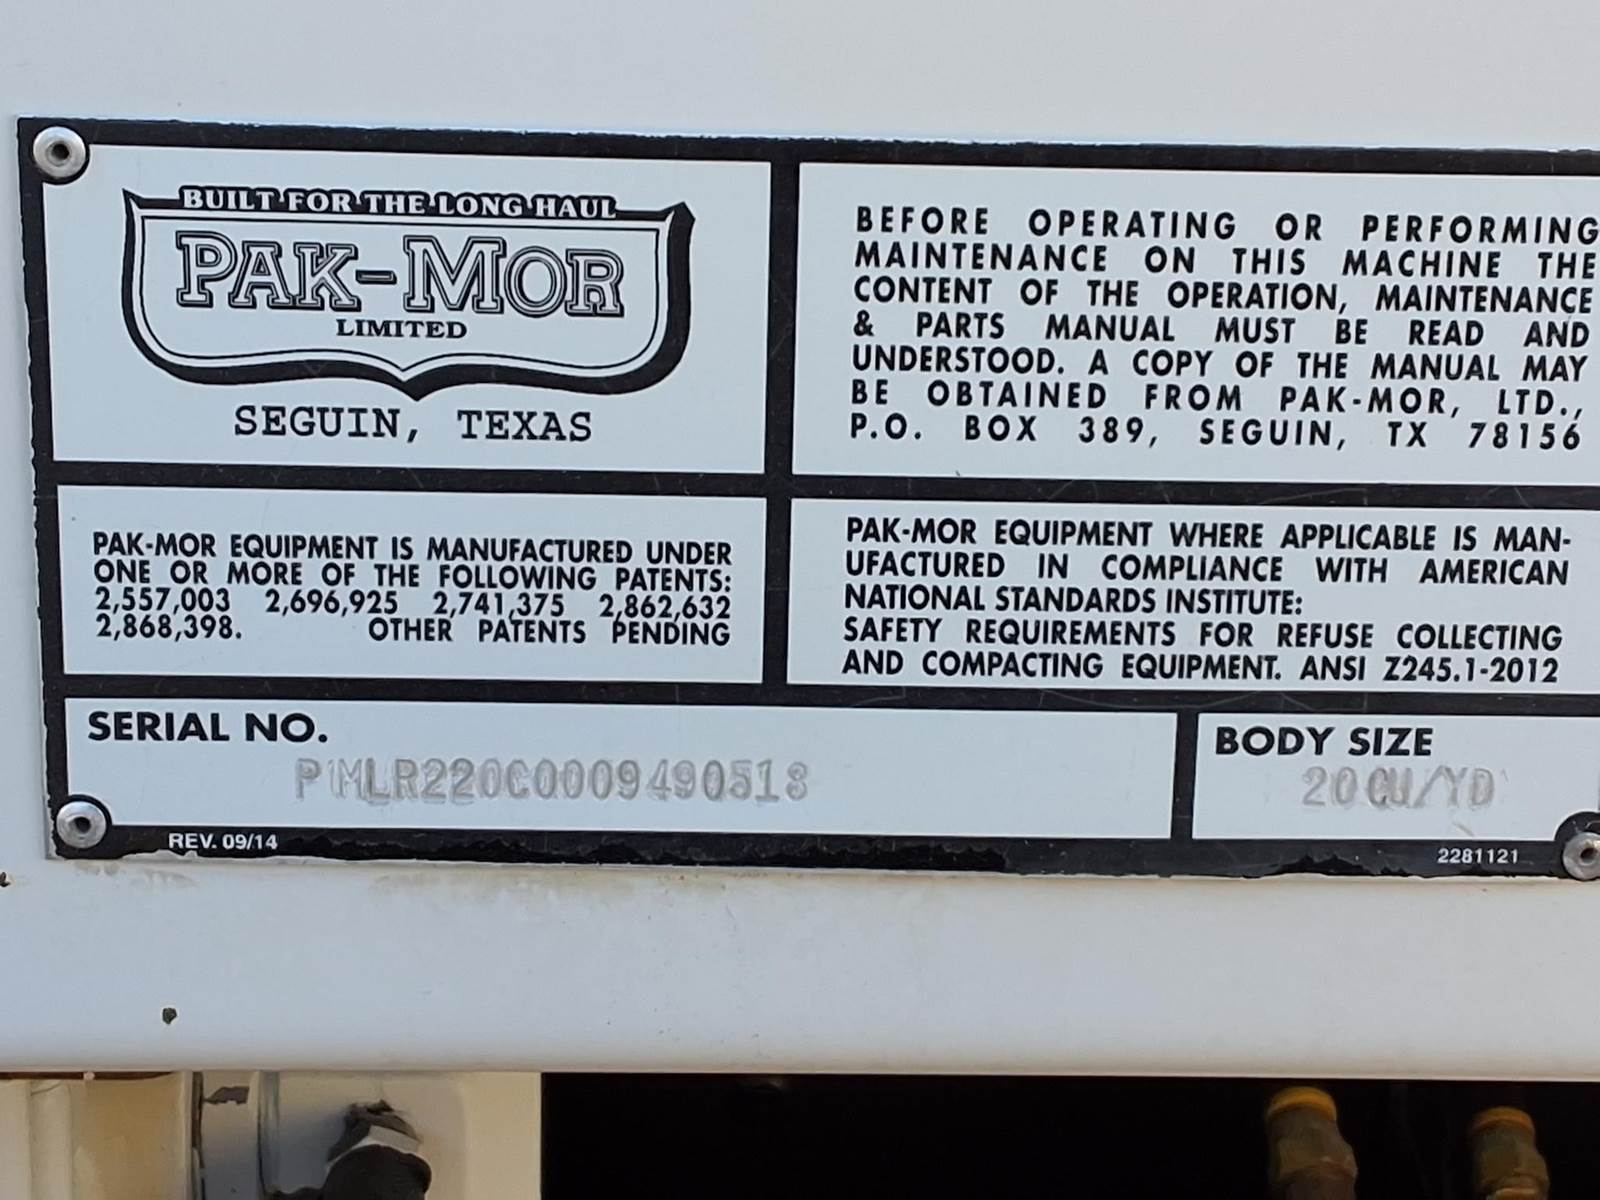 BUILT FOR THE LONG HAUL
PAK-MOR
LIMITED
SEGUIN, TEXAS
BEFORE OPERATING OR PERFORMING
MAINTENANCE ON THIS MACHINE THE
CONTENT OF THE OPERATION, MAINTENANCE
& PARTS MANUAL MUST BE READ AND
UNDERSTOOD. A COPY OF THE MANUAL MAY
BE OBTAINED FROM PAK-MOR, LTD.,
P.O. BOX 389, SEGUIN, TX 78156
PAK-MOR EQUIPMENT IS MANUFACTURED UNDER
ONE OR MORE OF THE FOLLOWING PATENTS:
2,557,003 2,696,925 2,741,375 2,862,632
2,868,398. OTHER PATENTS PENDING
PAK-MOR EQUIPMENT WHERE APPLICABLE IS MAN-
UFACTURED IN COMPLIANCE WITH AMERICAN
NATIONAL STANDARDS INSTITUTE:
SAFETY REQUIREMENTS FOR REFUSE COLLECTING
AND COMPACTING EQUIPMENT. ANSI Z245.1-2012
SERIAL NO.
BODY SIZE
20 CU/YD
REV. 09/14
2281121